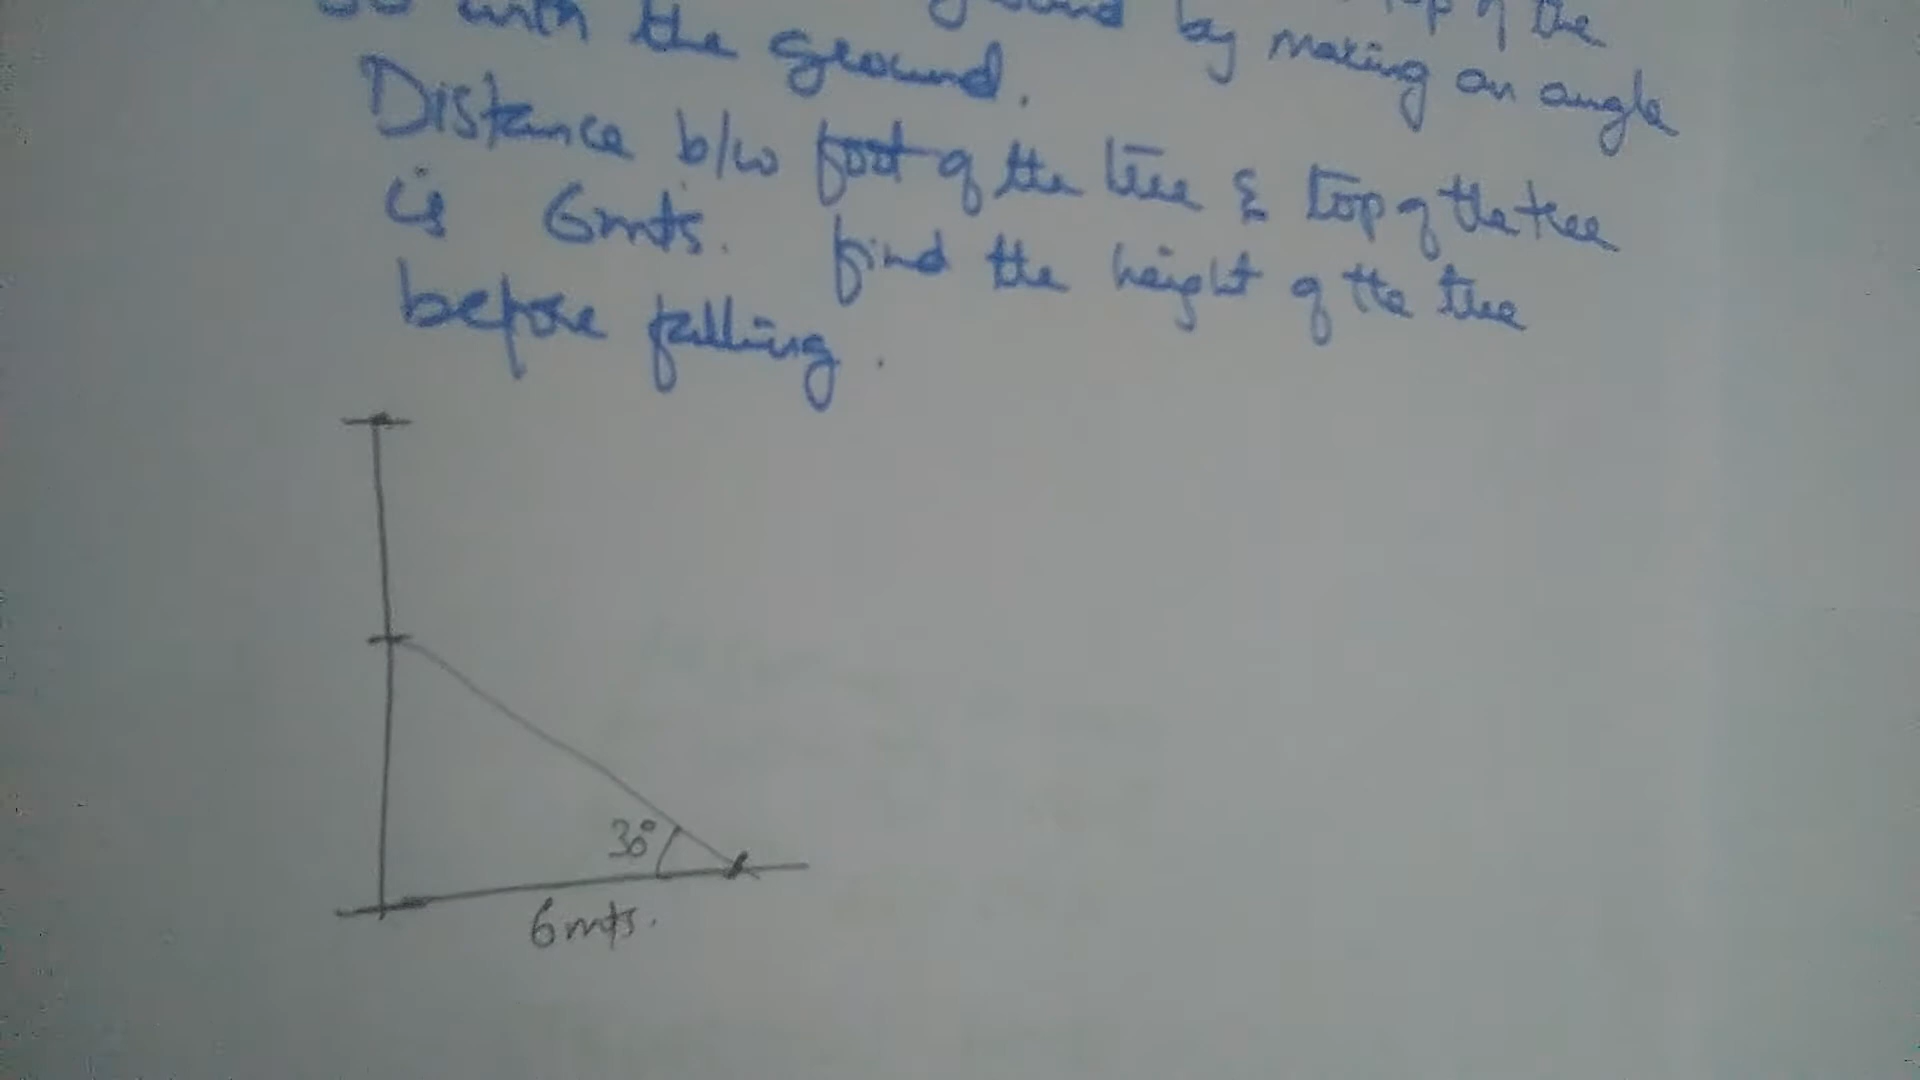 with the ground by making an angle
ground.
Distance b/w foot of the tree & top of the tree
is 6mts. find the height of the tree
before falling.
30°
6mts.